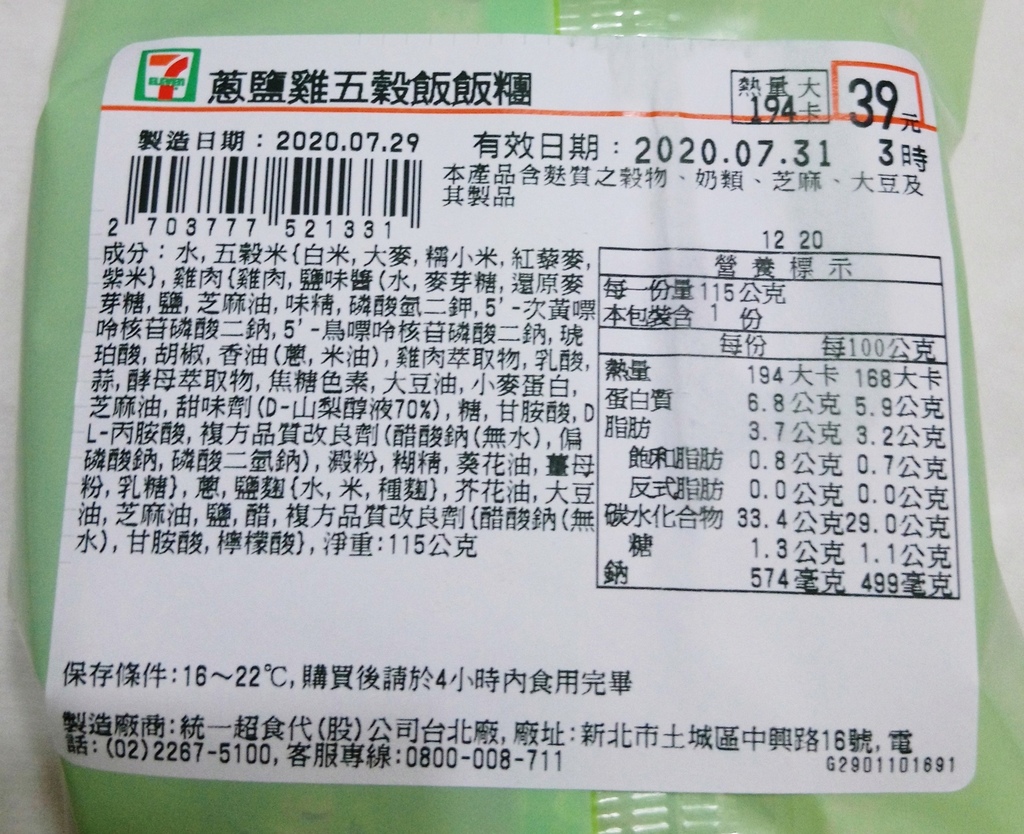 7
ELEVEN
蔥鹽雞五穀飯飯糰
熱量 大
194 卡
39元
製造日期：2020.07.29
有效日期：2020.07.31 3時
本產品含麩質之穀物、奶類、芝麻、大豆及
其製品
2 703777 521331
12 20
成分：水,五穀米{白米,大麥,糯小米,紅藜麥,
紫米},雞肉{雞肉,鹽味醬(水,麥芽糖,還原麥
芽糖,鹽,芝麻油,味精,磷酸氫二鉀,5'-次黃嘌
呤核苷磷酸二鈉,5'-鳥嘌呤核苷磷酸二鈉,琥
珀酸,胡椒,香油(蔥,米油),雞肉萃取物,乳酸,
蒜,酵母萃取物,焦糖色素,大豆油,小麥蛋白,
芝麻油,甜味劑(D-山梨醇液70%),糖,甘胺酸,D
L-丙胺酸,複方品質改良劑(醋酸鈉(無水),偏
磷酸鈉,磷酸二氫鈉),澱粉,糊精,葵花油,薑母
粉,乳糖},蔥,鹽麴{水,米,種麴},芥花油,大豆
油,芝麻油,鹽,醋,複方品質改良劑{醋酸鈉(無
水),甘胺酸,檸檬酸},淨重:115公克
營養標示
每一份量115公克
本包裝含 1 份
每份 每100公克
熱量 194大卡 168大卡
蛋白質 6.8公克 5.9公克
脂肪 3.7公克 3.2公克
飽和脂肪 0.8公克 0.7公克
反式脂肪 0.0公克 0.0公克
碳水化合物 33.4公克 29.0公克
糖 1.3公克 1.1公克
鈉 574毫克 499毫克
保存條件:16～22℃,購買後請於4小時內食用完畢
製造廠商:統一超食代(股)公司台北廠,廠址:新北市土城區中興路16號,電
話:(02)2267-5100,客服專線:0800-008-711
G2901101691